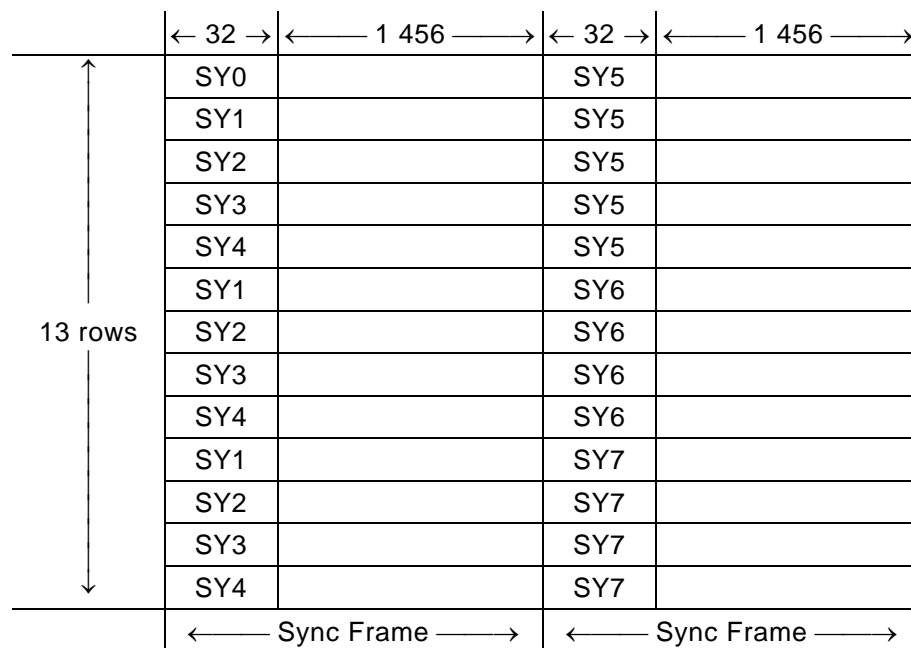 ← 32 → ← 1 456 → ← 32 → ← 1 456 →
SY0 SY5
SY1 SY5
SY2 SY5
SY3 SY5
SY4 SY5
SY1 SY6
13 rows SY2 SY6
SY3 SY6
SY4 SY6
SY1 SY7
SY2 SY7
SY3 SY7
SY4 SY7
← Sync Frame → ← Sync Frame →